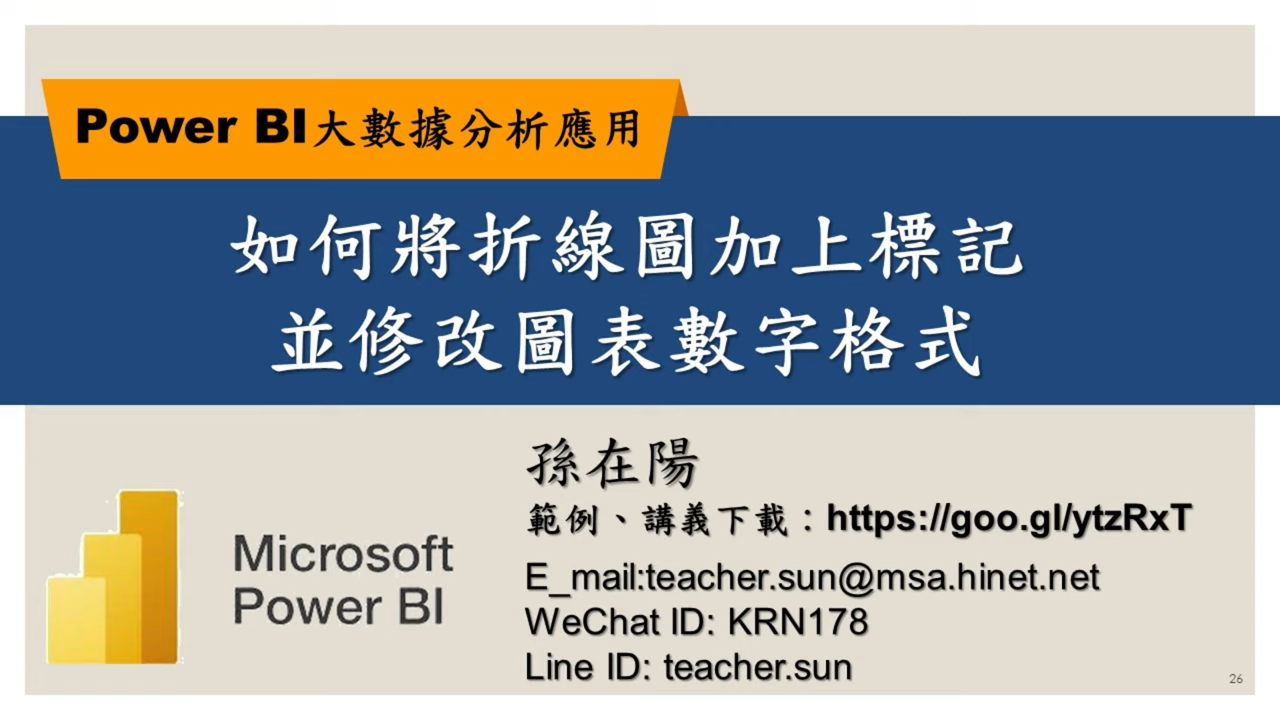 Power BI大數據分析應用
如何將折線圖加上標記
並修改圖表數字格式
孫在陽
範例、講義下載：https://goo.gl/ytzRxT
Microsoft
Power BI
E_mail:teacher.sun@msa.hinet.net
WeChat ID: KRN178
Line ID: teacher.sun
26